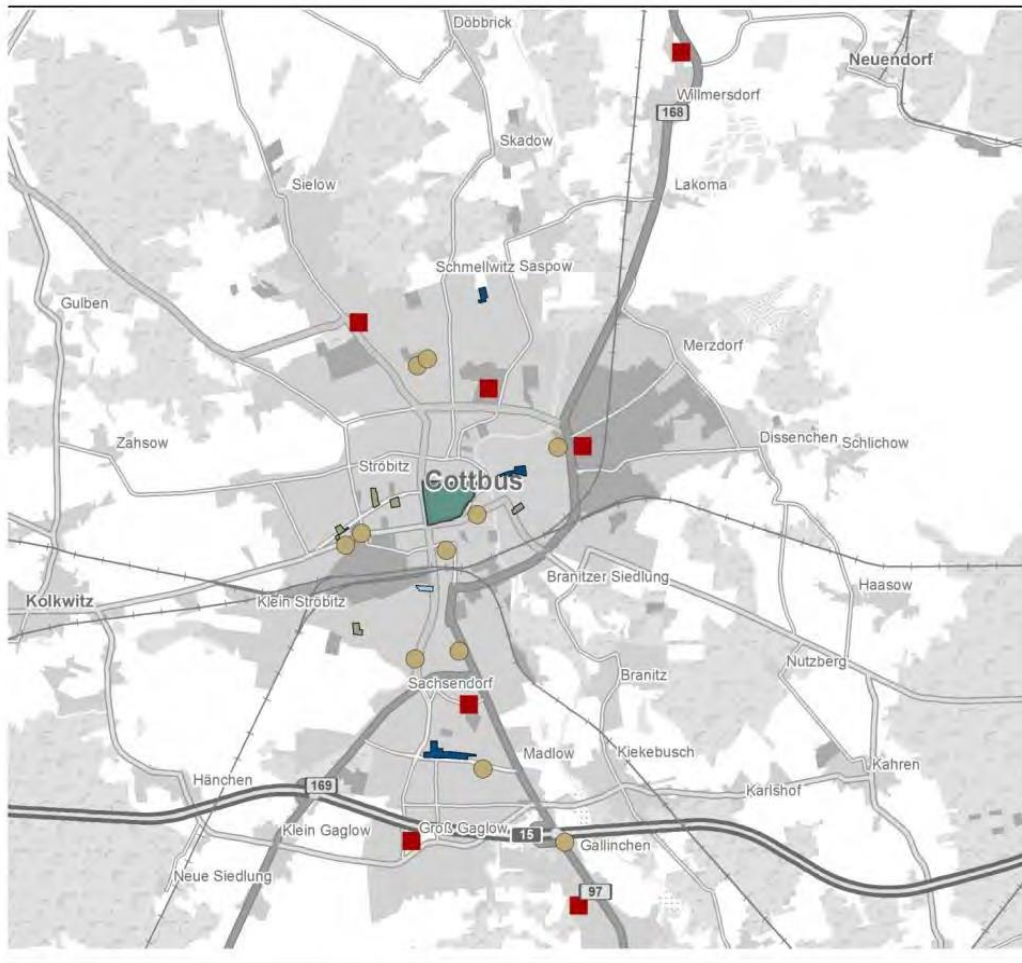 Döbbrick
Neuendorf
Willmersdorf
168
Skadow
Sielow
Lakoma
Schmellwitz Saspow
Gulben
Merzdorf
Zahsow
Dissenchen Schlichow
Ströbitz
Cottbus
Branitzer Siedlung
Haasow
Kolkwitz
Klein Ströbitz
Nutzberg
Branitz
Sachsendorf
Madlow
Kiekebusch
Kahren
Hänchen
169
Karlshof
Klein Gaglow
Groß Gaglow
15
Gallinchen
Neue Siedlung
97